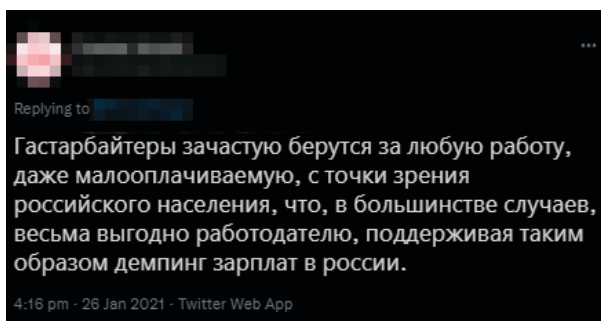 Replying to
Гастарбайтеры зачастую берутся за любую работу,
даже малооплачиваемую, с точки зрения
российского населения, что, в большинстве случаев,
весьма выгодно работодателю, поддерживая таким
образом демпинг зарплат в россии.
4:16 pm · 26 Jan 2021 · Twitter Web App